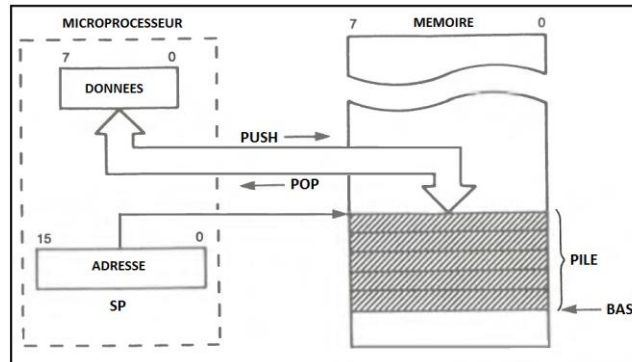 MICROPROCESSEUR
7 0
DONNEES
PUSH
POP
15 0
ADRESSE
SP
7 MEMOIRE 0
PILE
BAS